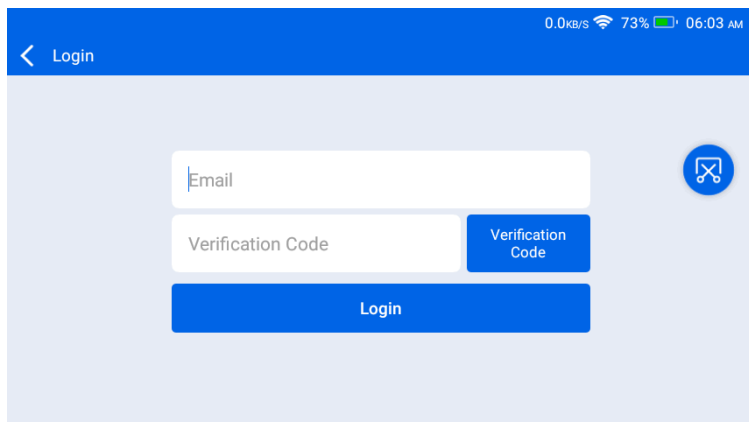 0.0KB/S 73% 06:03 AM
Login
Email
Verification Code
Verification
Code
Login